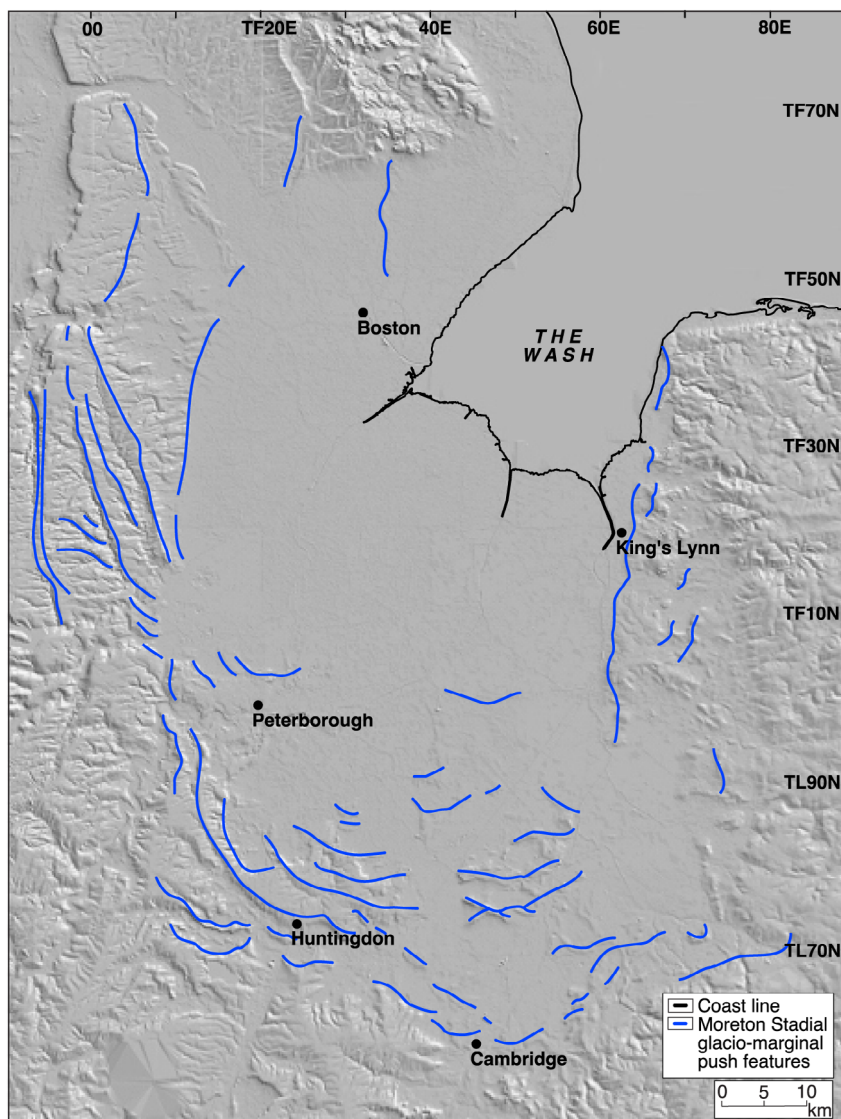 00 TF20E 40E 60E 80E
TF70N
TF50N
Boston
THE
WASH
TF30N
King's Lynn
TF10N
Peterborough
TL90N
Huntingdon
TL70N
Cambridge
Coast line
Moreton Stadial
glacio-marginal
push features
0 5 10
km